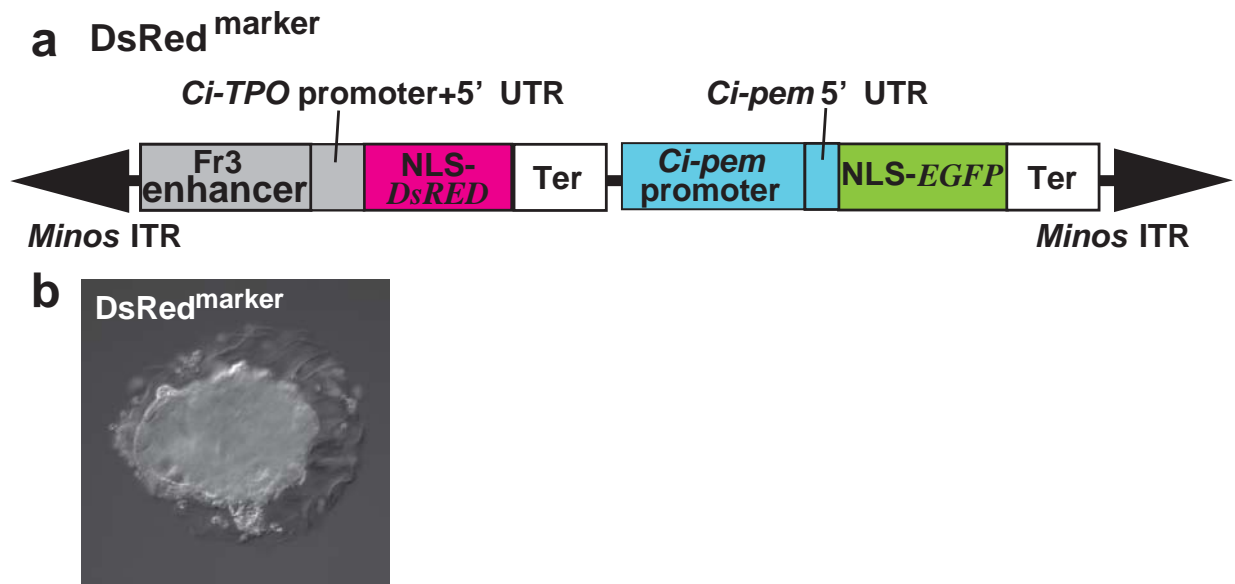 a DsRed marker
Ci-TPO promoter+5’ UTR
Ci-pem 5’ UTR
Fr3 enhancer
NLS-DsRED
Ter
Ci-pem promoter
NLS-EGFP
Ter
Minos ITR
Minos ITR
b
DsRed marker